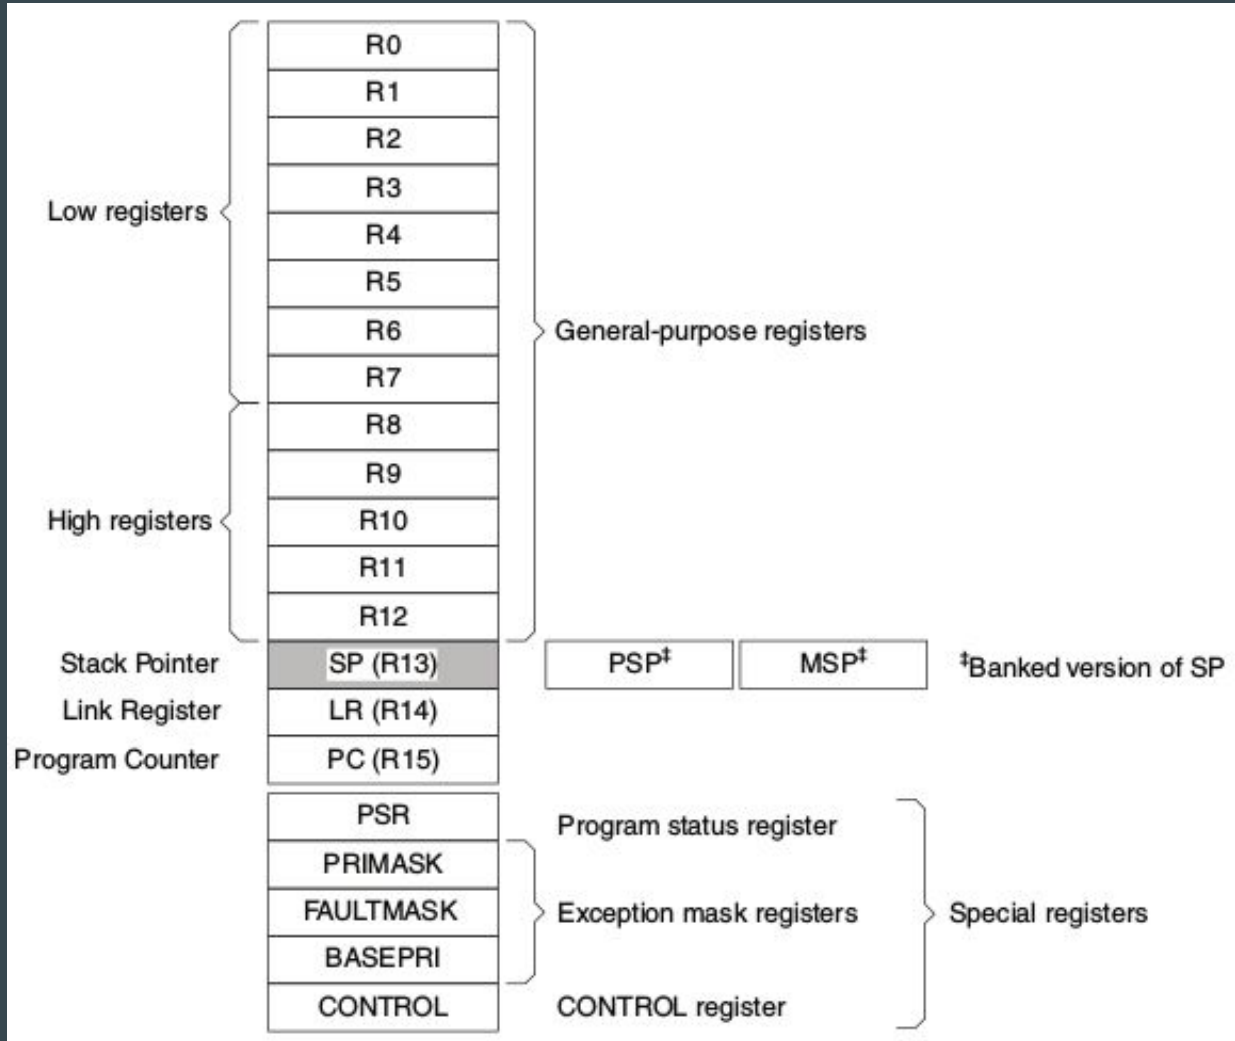 R0
R1
R2
Low registers
R3
R4
R5
R6
General-purpose registers
R7
R8
R9
High registers
R10
R11
R12
Stack Pointer
SP (R13)
PSP‡
MSP‡
‡Banked version of SP
Link Register
LR (R14)
Program Counter
PC (R15)
PSR
Program status register
PRIMASK
FAULTMASK
Exception mask registers
Special registers
BASEPRI
CONTROL
CONTROL register